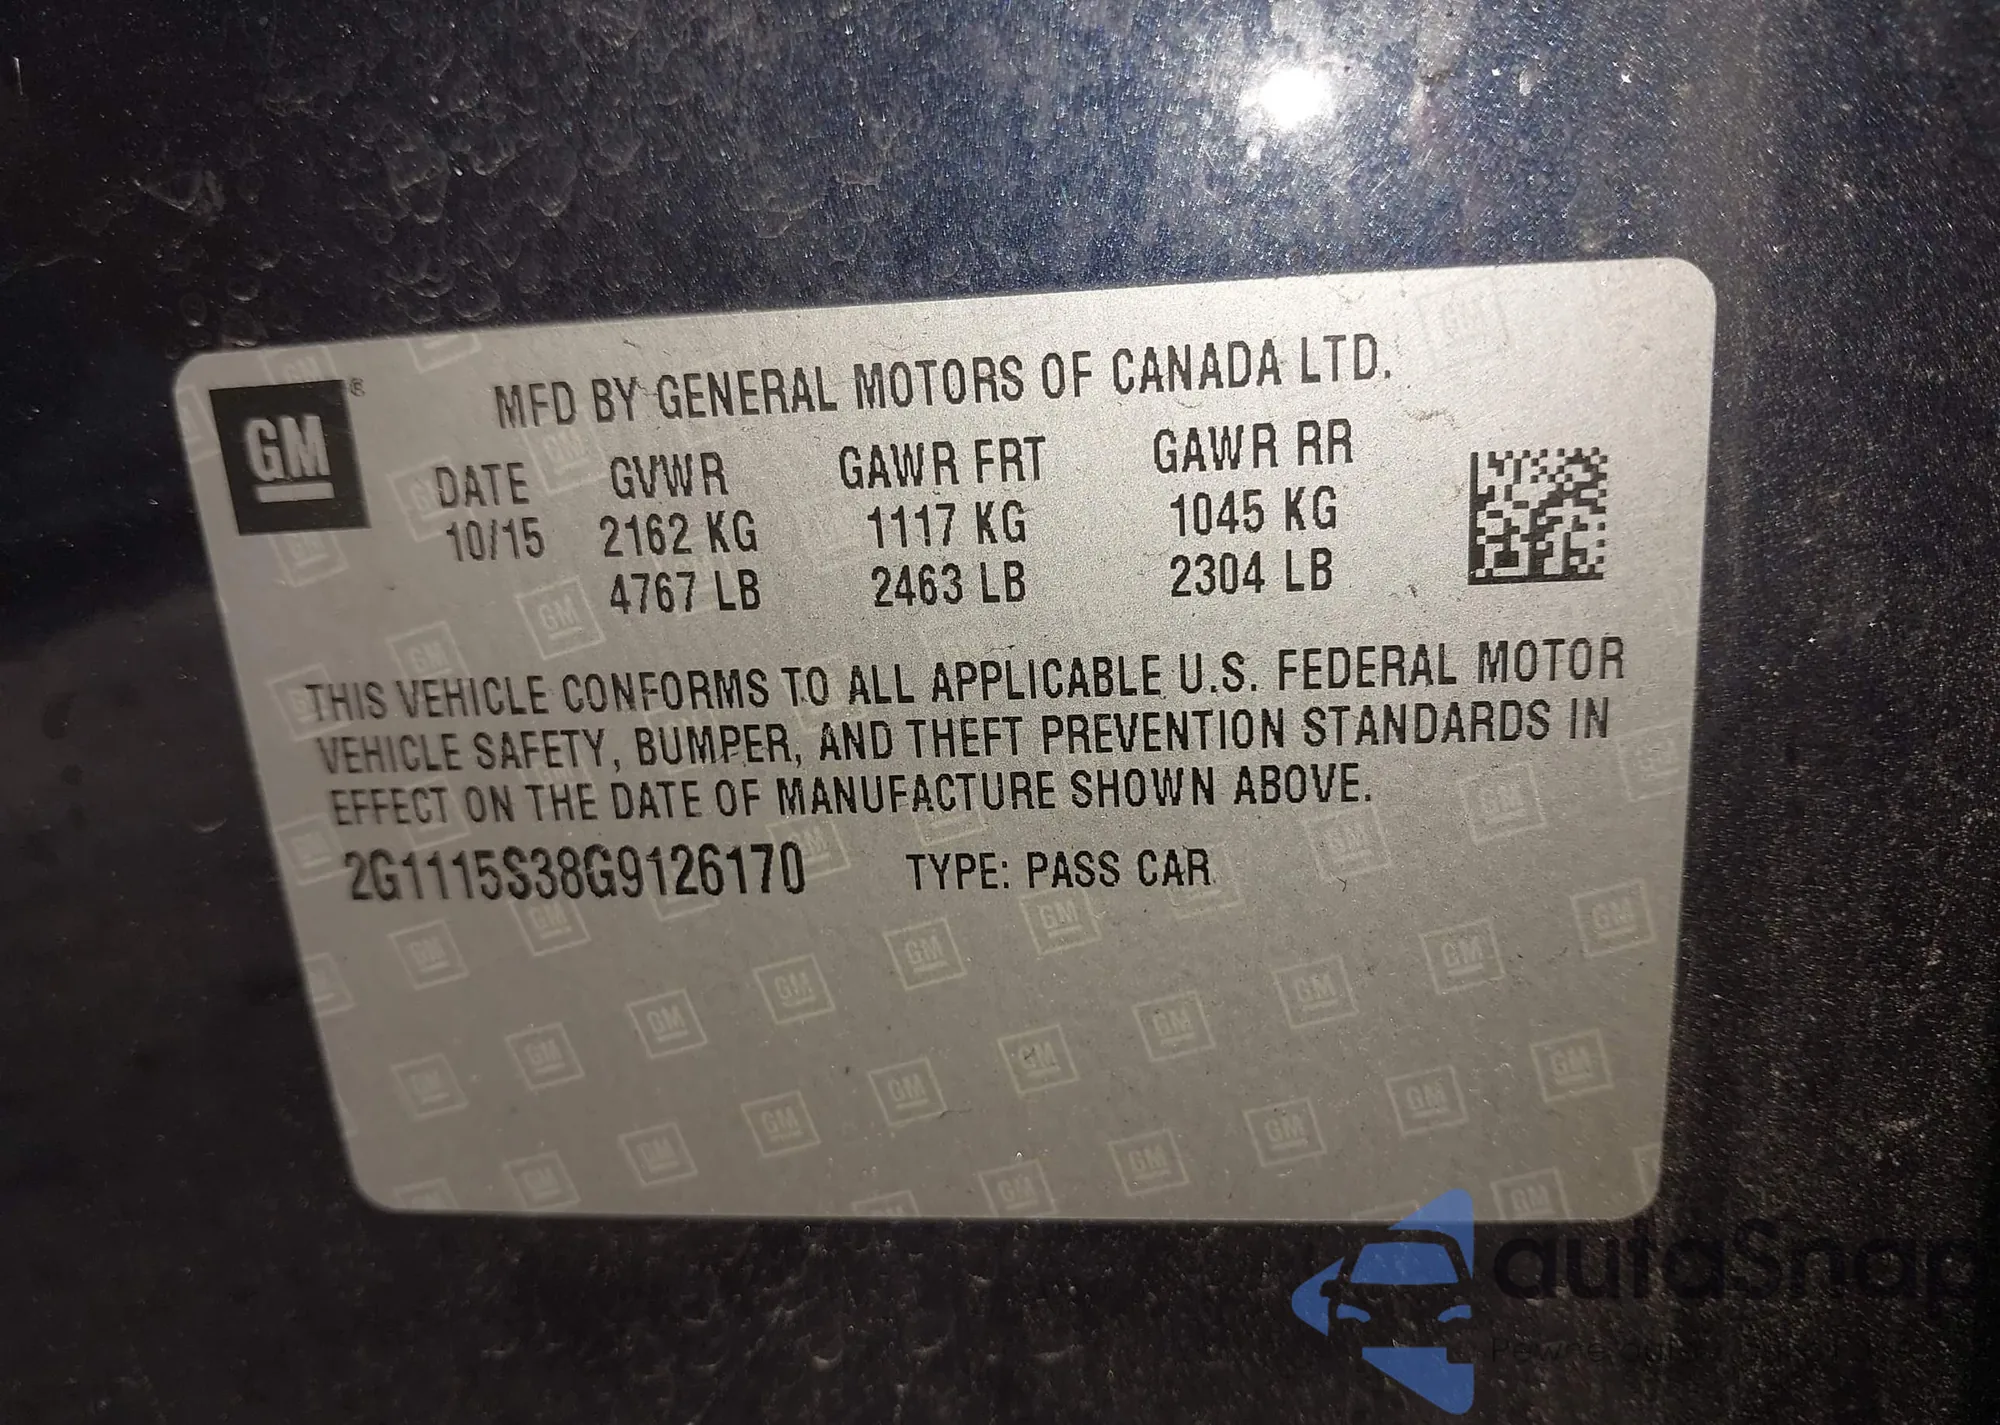 GM ®
MFD BY GENERAL MOTORS OF CANADA LTD.
DATE GVWR GAWR FRT GAWR RR
10/15 2162 KG 1117 KG 1045 KG
4767 LB 2463 LB 2304 LB
THIS VEHICLE CONFORMS TO ALL APPLICABLE U.S. FEDERAL MOTOR
VEHICLE SAFETY, BUMPER, AND THEFT PREVENTION STANDARDS IN
EFFECT ON THE DATE OF MANUFACTURE SHOWN ABOVE.
2G1115S38G9126170 TYPE: PASS CAR
autaSnap